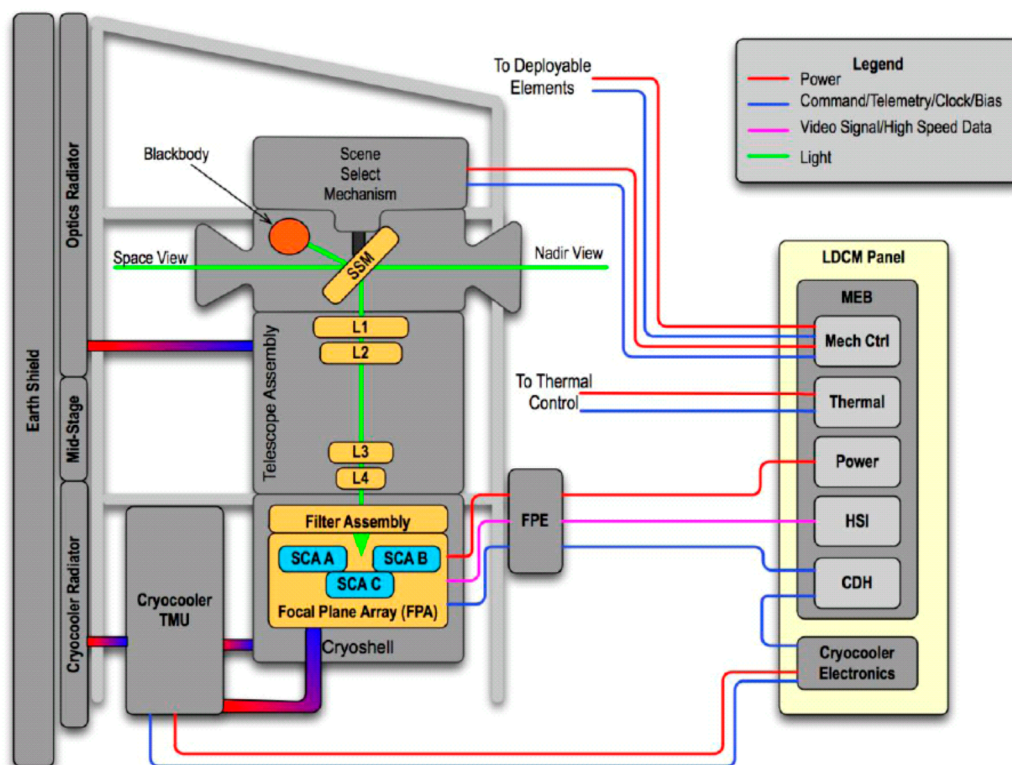 To Deployable
Elements
Legend
Power
Command/Telemetry/Clock/Bias
Video Signal/High Speed Data
Light
Earth Shield
Optics Radiator
Mid-Stage
Cryocooler Radiator
Blackbody
Scene
Select
Mechanism
Space View
SSM
Nadir View
Telescope Assembly
L1
L2
L3
L4
To Thermal
Control
Filter Assembly
SCA A
SCA B
SCA C
Focal Plane Array (FPA)
Cryoshell
Cryocooler
TMU
FPE
LDCM Panel
MEB
Mech Ctrl
Thermal
Power
HSI
CDH
Cryocooler
Electronics